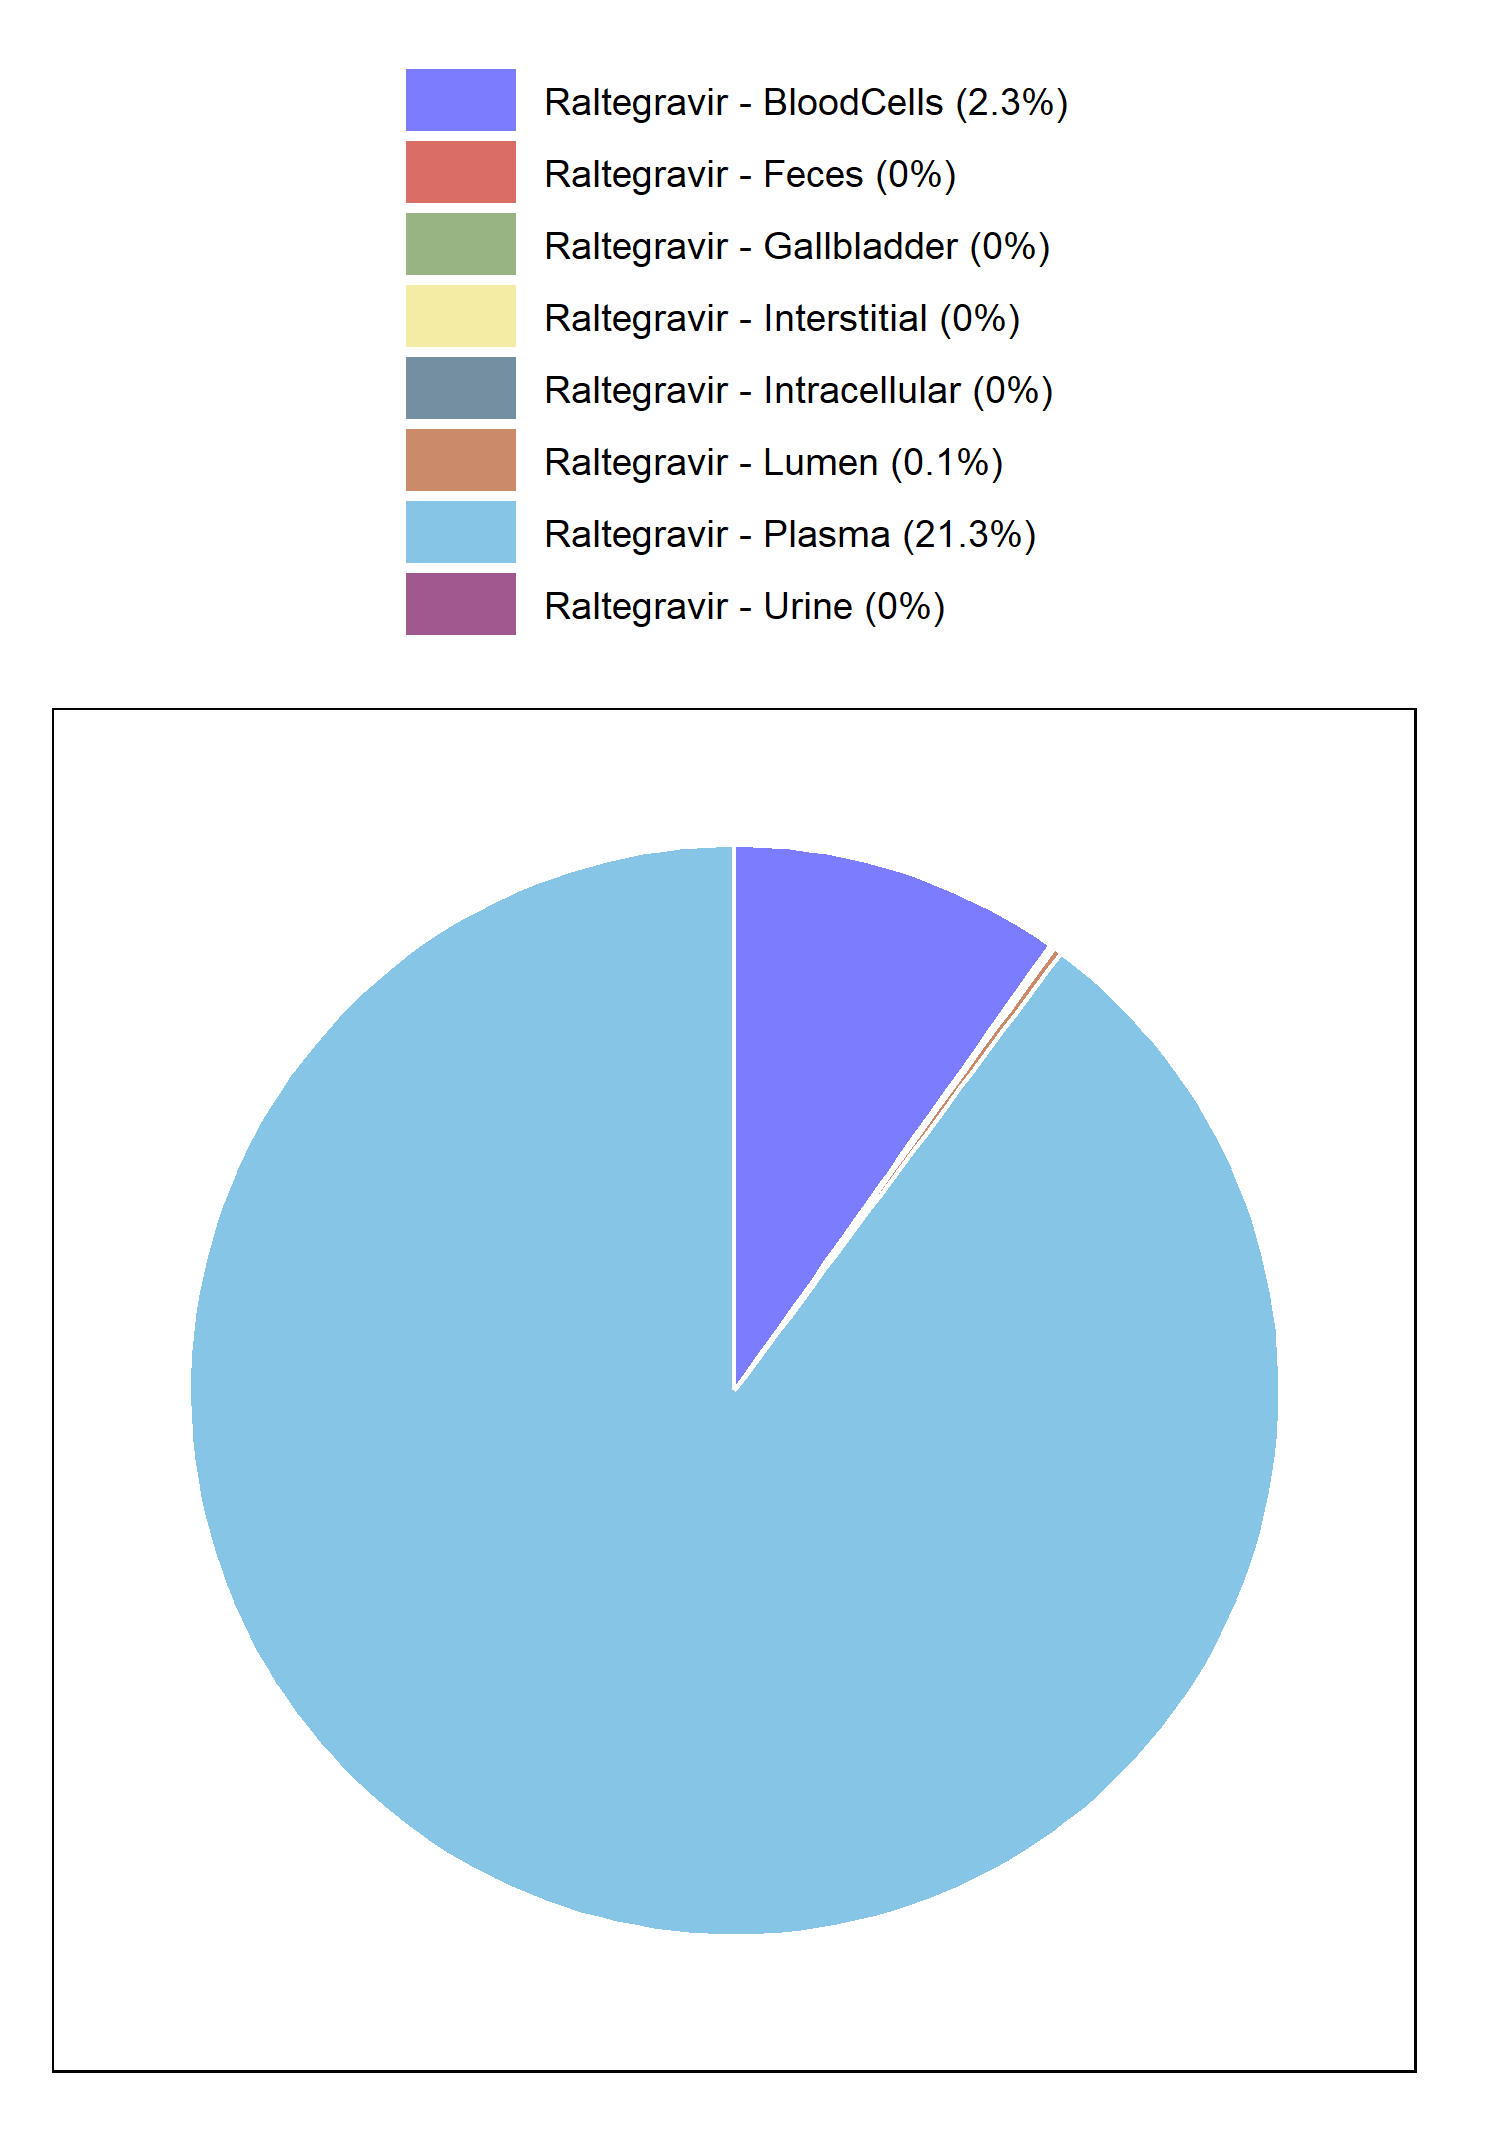 Raltegravir - BloodCells (2.3%)
Raltegravir - Feces (0%)
Raltegravir - Gallbladder (0%)
Raltegravir - Interstitial (0%)
Raltegravir - Intracellular (0%)
Raltegravir - Lumen (0.1%)
Raltegravir - Plasma (21.3%)
Raltegravir - Urine (0%)